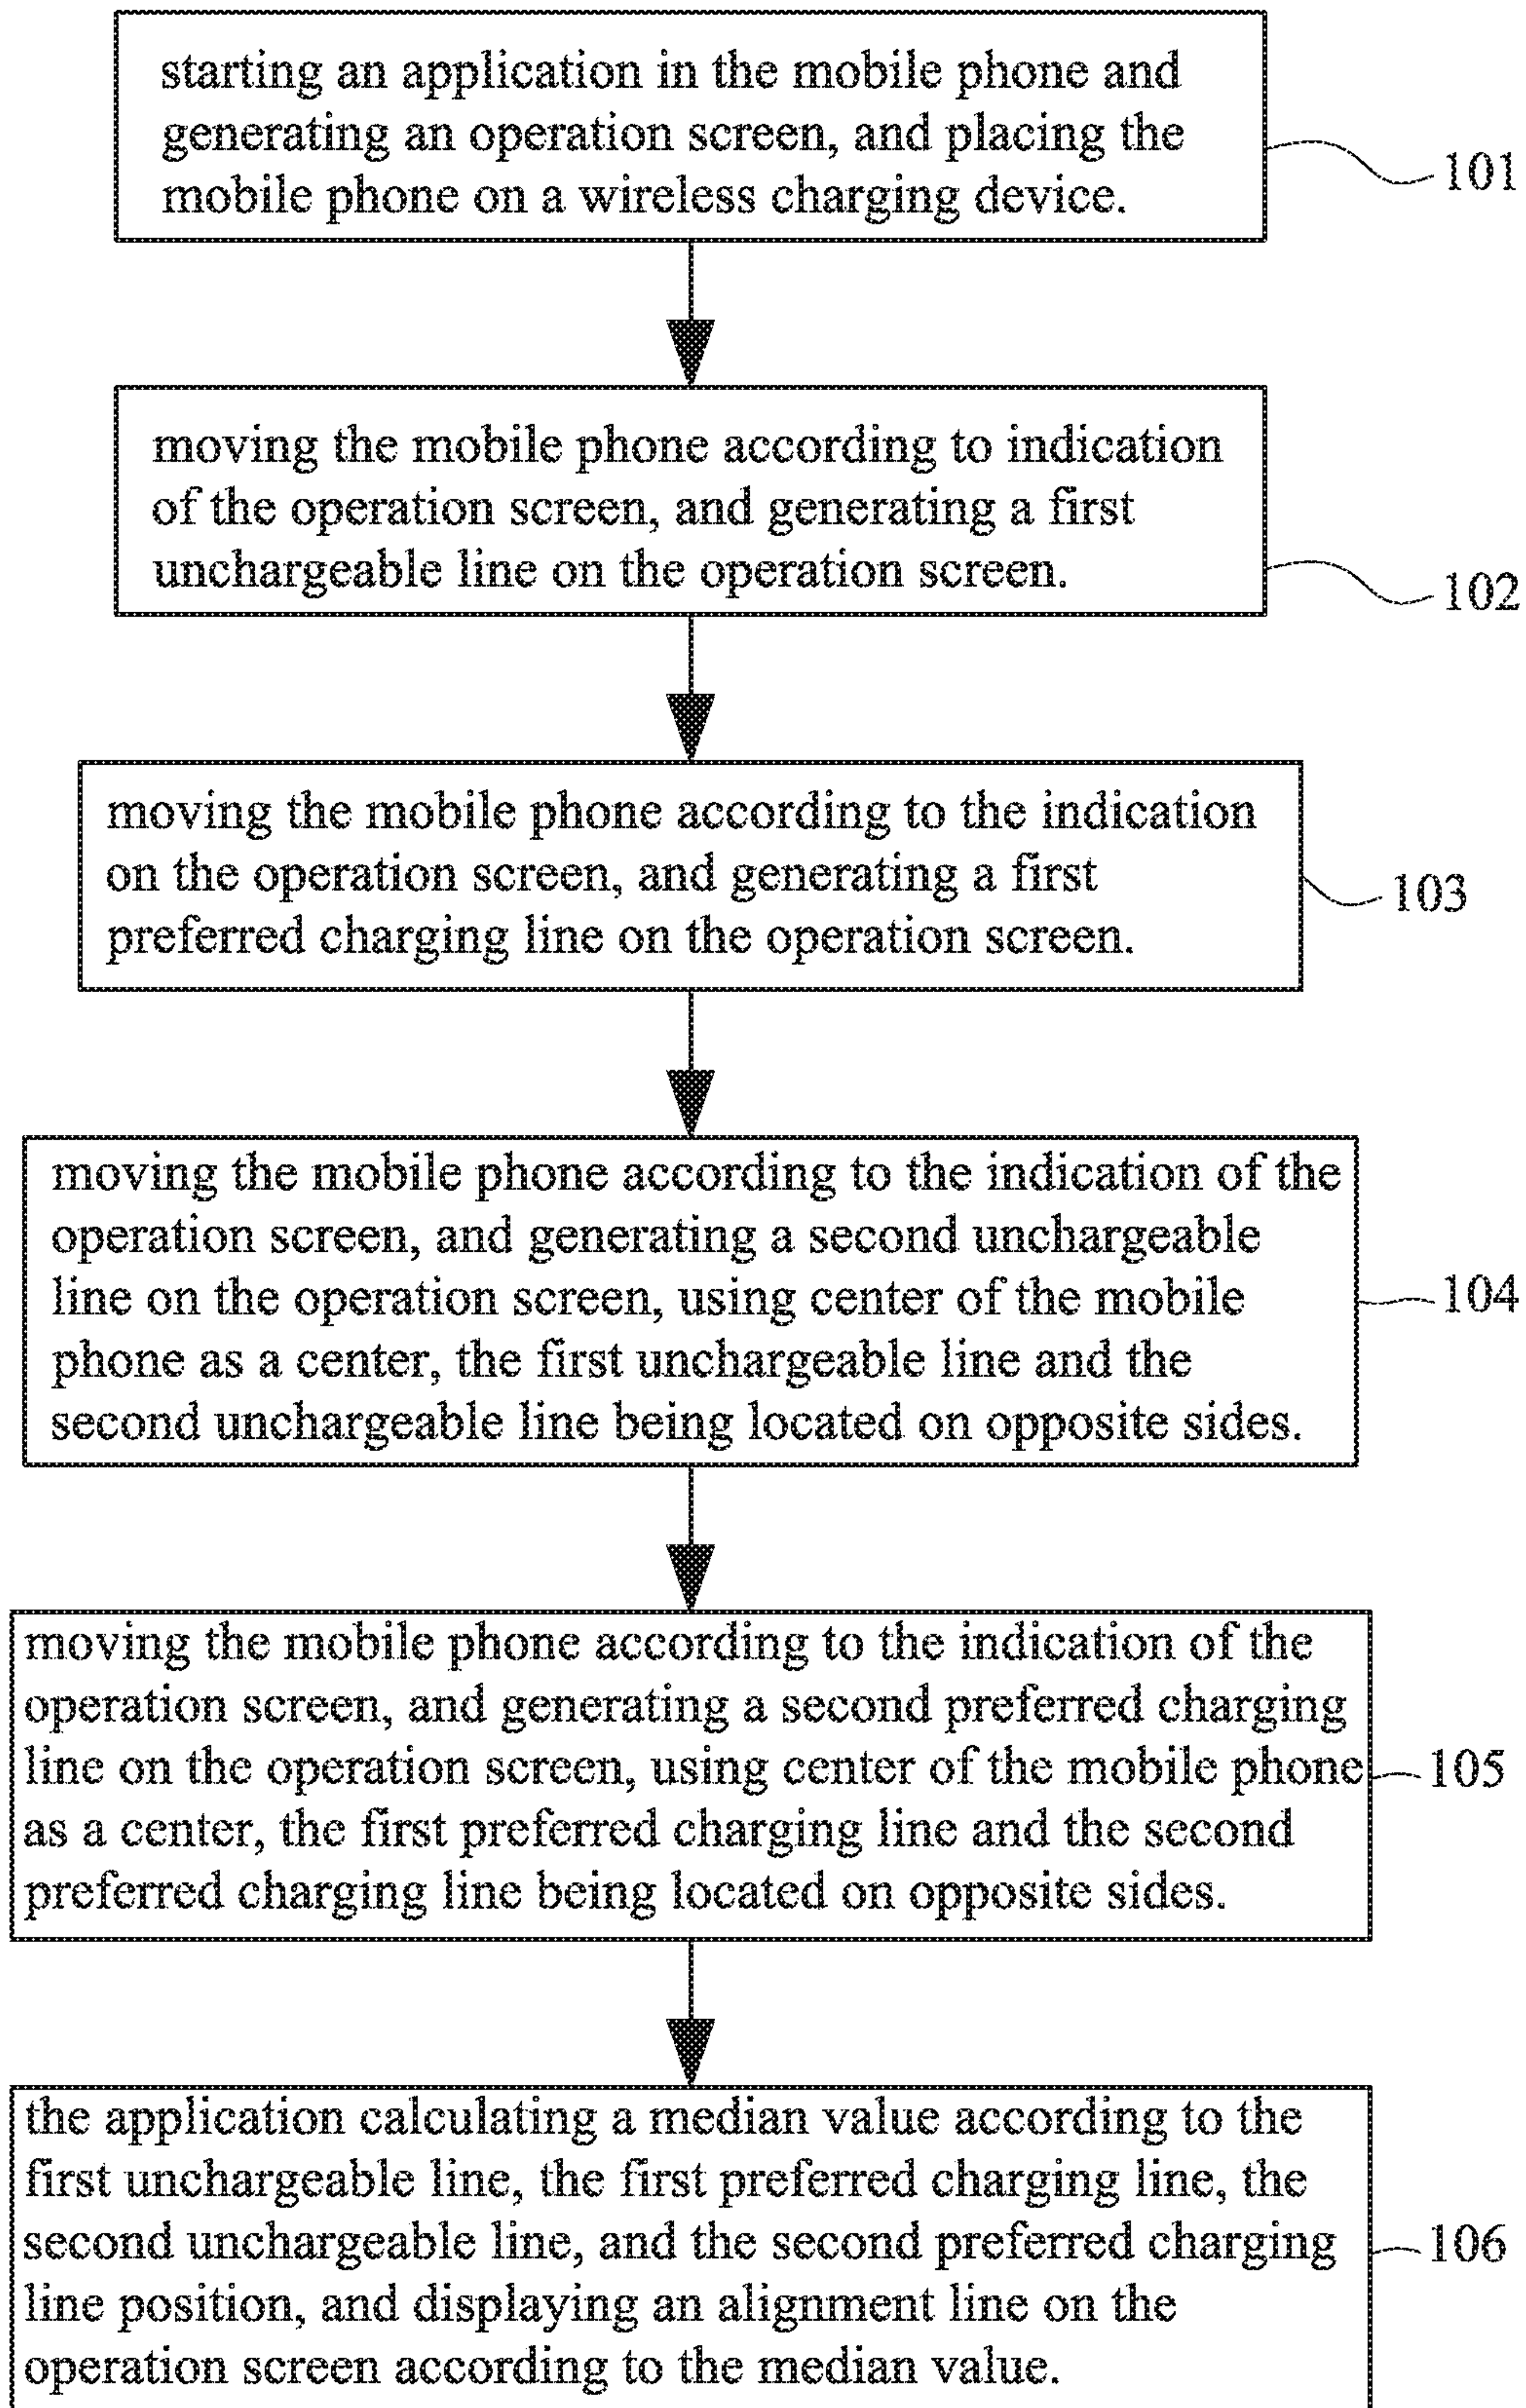 starting an application in the mobile phone and
generating an operation screen, and placing the
mobile phone on a wireless charging device.
101
moving the mobile phone according to indication
of the operation screen, and generating a first
unchargeable line on the operation screen.
102
moving the mobile phone according to the indication
on the operation screen, and generating a first
preferred charging line on the operation screen.
103
moving the mobile phone according to the indication of the
operation screen, and generating a second unchargeable
line on the operation screen, using center of the mobile
phone as a center, the first unchargeable line and the
second unchargeable line being located on opposite sides.
104
moving the mobile phone according to the indication of the
operation screen, and generating a second preferred charging
line on the operation screen, using center of the mobile phone
as a center, the first preferred charging line and the second
preferred charging line being located on opposite sides.
105
the application calculating a median value according to the
first unchargeable line, the first preferred charging line, the
second unchargeable line, and the second preferred charging
line position, and displaying an alignment line on the
operation screen according to the median value.
106